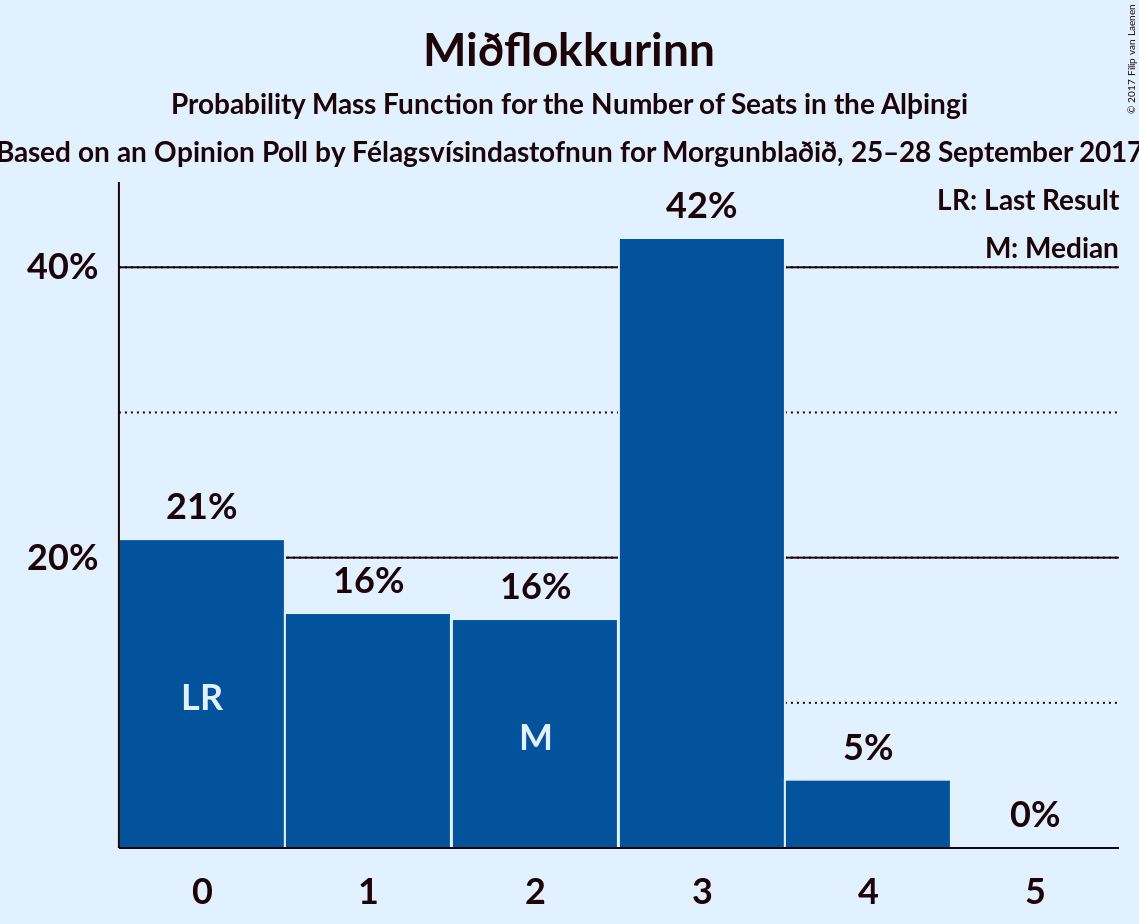 Miðflokkurinn
Probability Mass Function for the Number of Seats in the Alþingi
Based on an Opinion Poll by Félagsvísindastofnun for Morgunblaðið, 25–28 September 2017
© 2017 Filip van Laenen
LR: Last Result
M: Median
42%
40%
21%
20%
16%
16%
LR
M
5%
0%
0 1 2 3 4 5